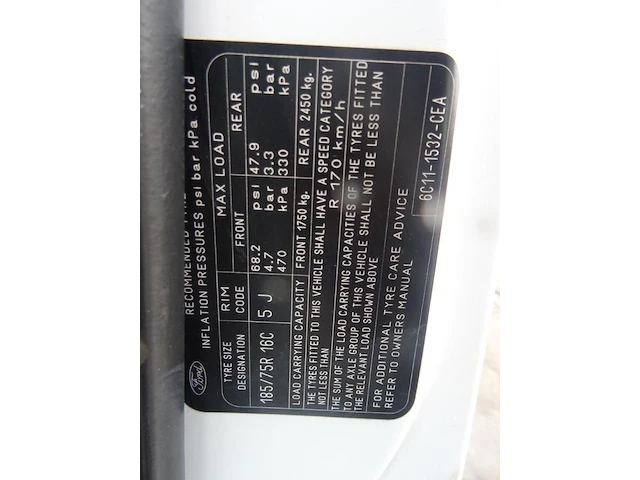 Ford
RECOMMENDED
INFLATION PRESSURES psi bar kPa cold
TYRE SIZE
DESIGNATION
RIM
CODE
MAX LOAD
FRONT
REAR
185/75R 16C
5 J
68.2 psi
4.7 bar
470 kPa
47.9 psi
3.3 bar
330 kPa
LOAD CARRYING CAPACITY FRONT 1750 kg. REAR 2450 kg.
THE TYRES FITTED TO THIS VEHICLE SHALL HAVE A SPEED CATEGORY
NOT LESS THAN R 170 km/h
THE SUM OF THE LOAD CARRYING CAPACITIES OF THE TYRES FITTED
TO ANY AXLE GROUP OF THIS VEHICLE SHALL NOT BE LESS THAN
THE RELEVANT LOAD SHOWN ABOVE
FOR ADDITIONAL TYRE CARE ADVICE
REFER TO OWNERS MANUAL
6C11-1532-CEA